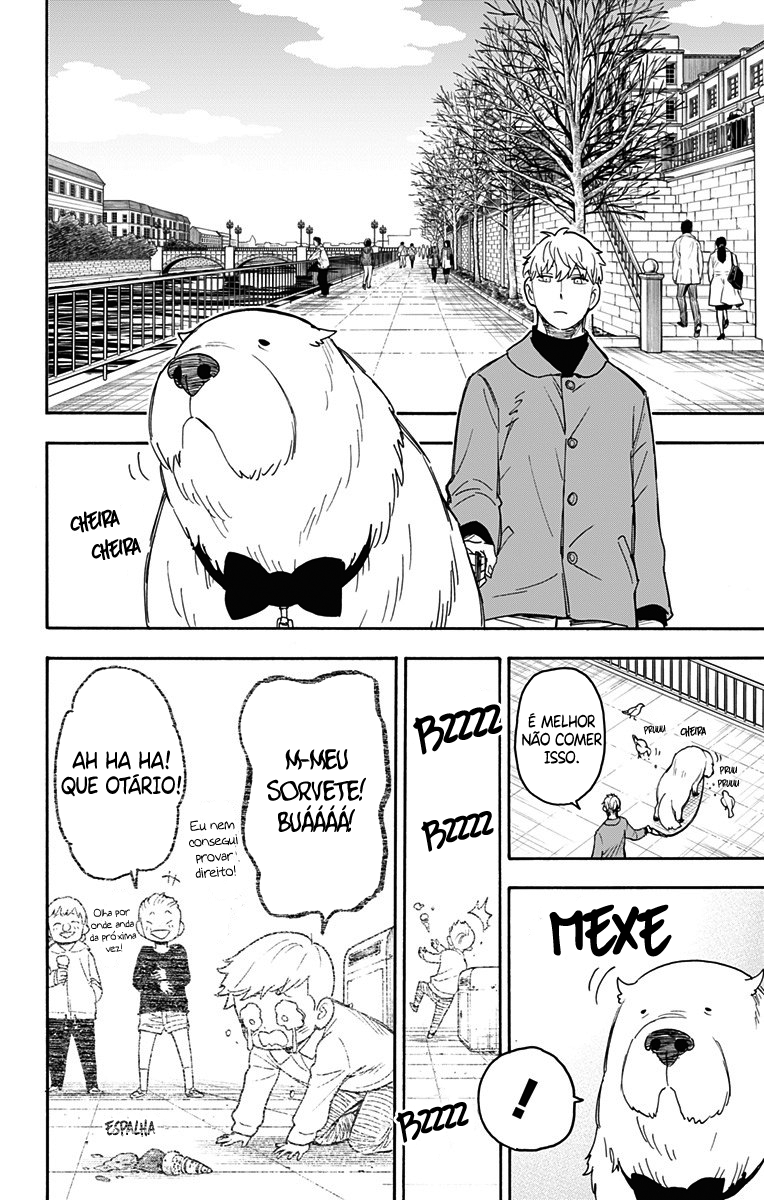 CHEIRA
CHEIRA
É MELHOR
NÃO COMER
ISSO.
PRUUU
CHEIRA
PRUU
PRUUU
MEXE
!
BZZZZ
BZZZZ
BZZZZ
M-MEU
SORVETE!
BUÁÁÁÁ!
Eu nem
consegui
provar
direito!
AH HA HA!
QUE OTÁRIO!
Olha por
onde anda
da próxima
vez!
ESPALHA